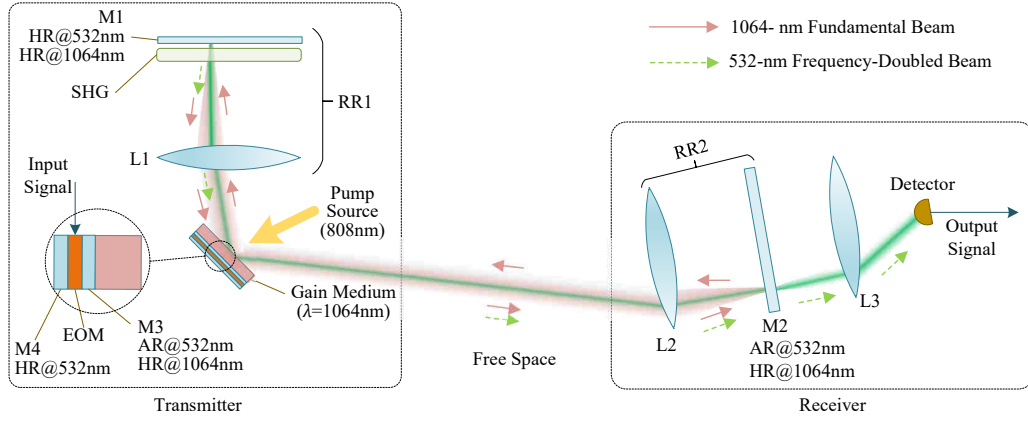 M1
HR@532nm
HR@1064nm
SHG
RR1
L1
1064- nm Fundamental Beam
532-nm Frequency-Doubled Beam
Input
Signal
Pump
Source
(808nm)
Gain Medium
(λ=1064nm)
EOM
M4
HR@532nm
M3
AR@532nm
HR@1064nm
Transmitter
Free Space
RR2
Detector
Output
Signal
L3
L2
M2
AR@532nm
HR@1064nm
Receiver